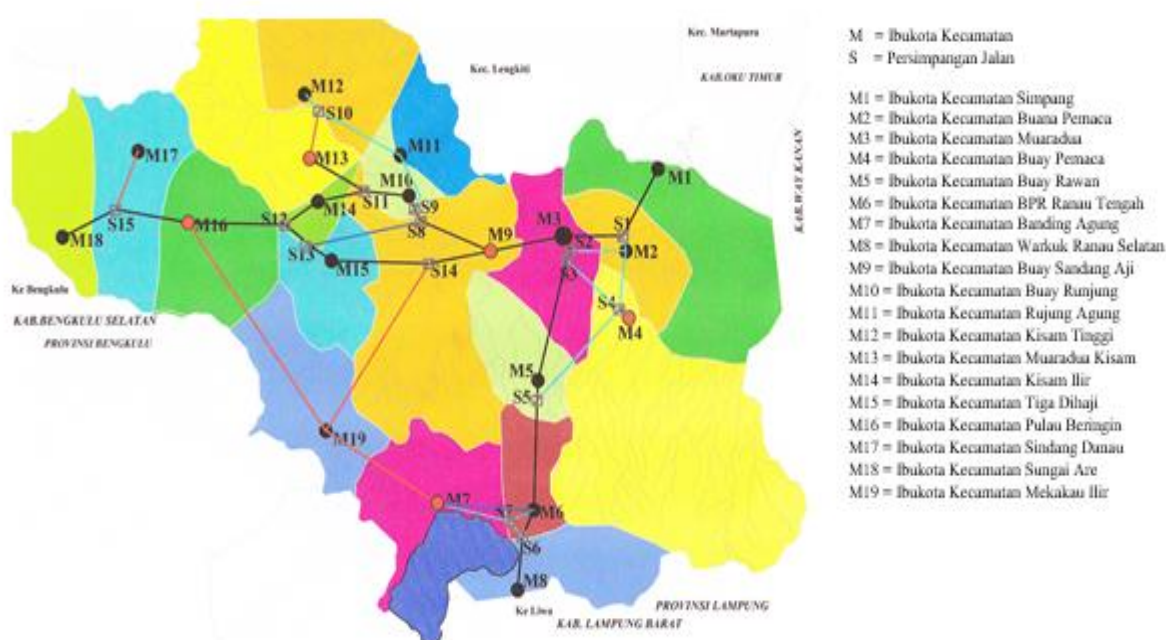 Kec. Martapura
Kec. Lengkiti
KAB.OKU TIMUR
KAB.WAY KANAN
M12
S10
M11
M17
M13
M16
M1
S11
S9
M14
S15
M16
S12
S8
M3
S1
M18
S13
M9
S2
M2
M15
S14
S3
Ke Bengkulu
S4
KAB.BENGKULU SELATAN
M4
PROVINSI BENGKULU
M5
S5
M19
M7
S7
M6
S6
M8
PROVINSI LAMPUNG
Ke Liwa
KAB. LAMPUNG BARAT
M = Ibukota Kecamatan
S = Persimpangan Jalan
M1 = Ibukota Kecamatan Simpang
M2 = Ibukota Kecamatan Buana Pemaca
M3 = Ibukota Kecamatan Muaradua
M4 = Ibukota Kecamatan Buay Pemaca
M5 = Ibukota Kecamatan Buay Rawan
M6 = Ibukota Kecamatan BPR Ranau Tengah
M7 = Ibukota Kecamatan Banding Agung
M8 = Ibukota Kecamatan Warkuk Ranau Selatan
M9 = Ibukota Kecamatan Buay Sandang Aji
M10 = Ibukota Kecamatan Buay Runjung
M11 = Ibukota Kecamatan Rujung Agung
M12 = Ibukota Kecamatan Kisam Tinggi
M13 = Ibukota Kecamatan Muaradua Kisam
M14 = Ibukota Kecamatan Kisam Ilir
M15 = Ibukota Kecamatan Tiga Dihaji
M16 = Ibukota Kecamatan Pulau Beringin
M17 = Ibukota Kecamatan Sindang Danau
M18 = Ibukota Kecamatan Sungai Are
M19 = Ibukota Kecamatan Mekakau Ilir